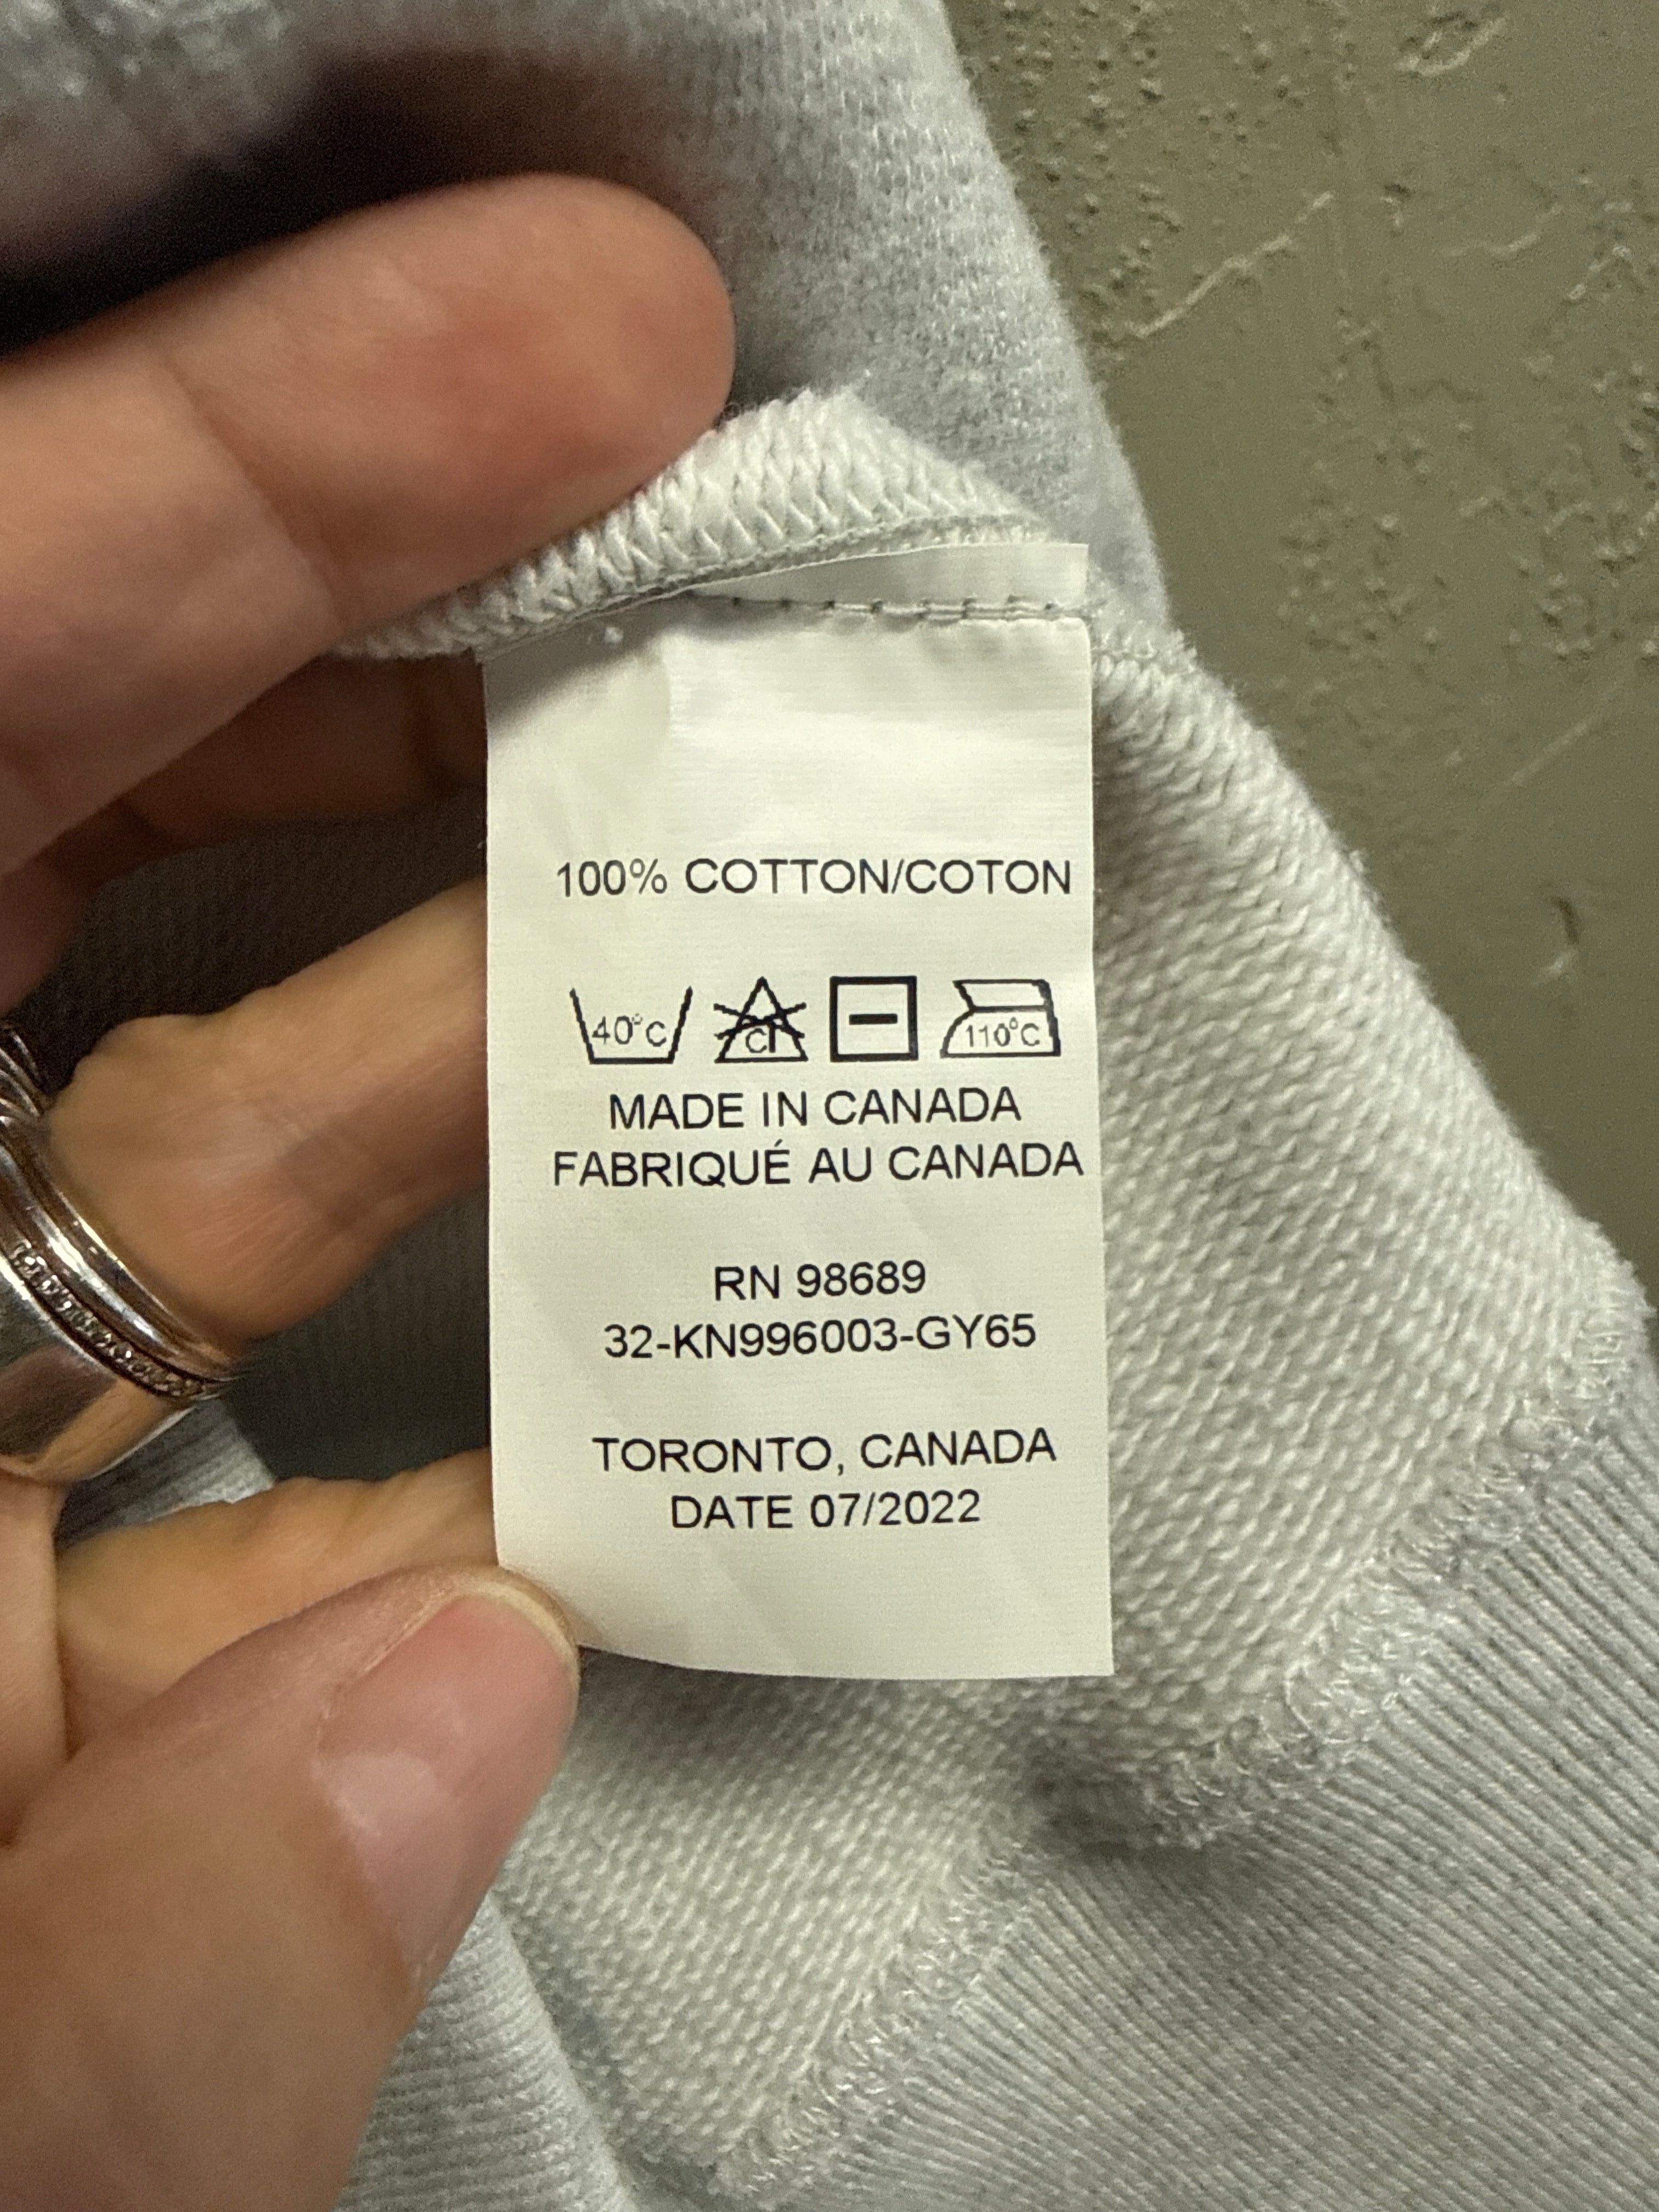 100% COTTON/COTON
40°C Cl 110°C
MADE IN CANADA
FABRIQUÉ AU CANADA
RN 98689
32-KN996003-GY65
TORONTO, CANADA
DATE 07/2022